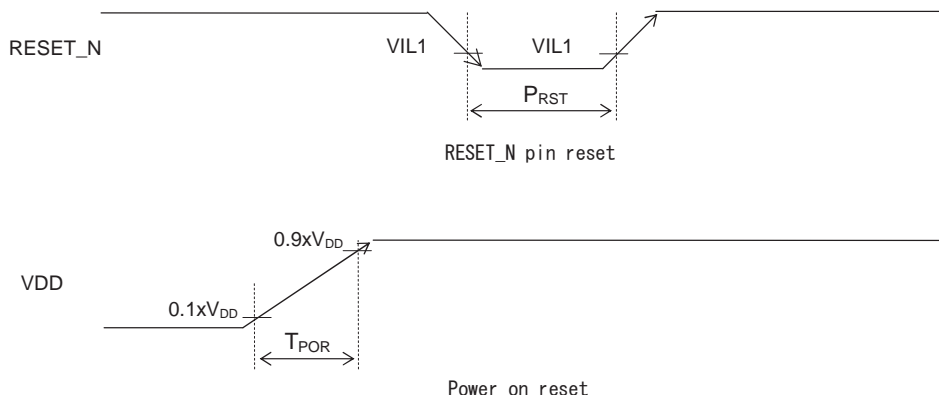 RESET_N
VIL1
VIL1
PRST
RESET_N pin reset
0.9xVDD
VDD
0.1xVDD
TPOR
Power on reset